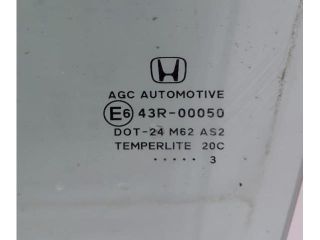 AGC AUTOMOTIVE
E6 43R-00050
DOT-24 M62 AS2
TEMPERLITE 20C
..... 3